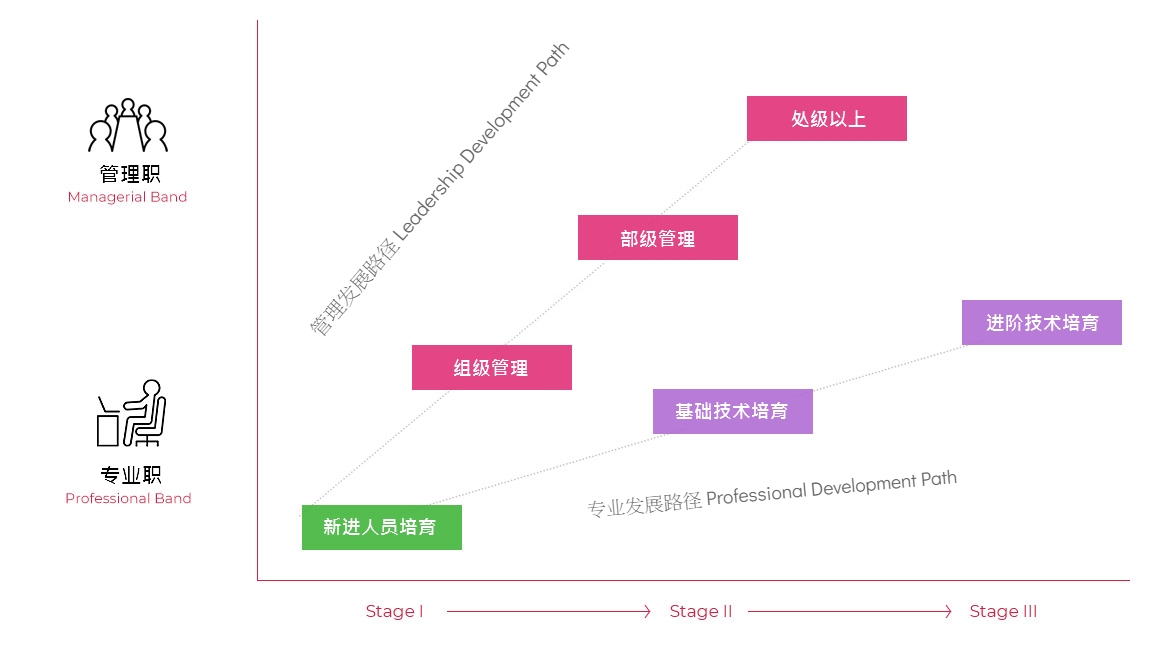 管理职
Managerial Band
专业职
Professional Band
管理发展路径 Leadership Development Path
处级以上
部级管理
组级管理
进阶技术培育
基础技术培育
新进人员培育
专业发展路径 Professional Development Path
Stage I
Stage II
Stage III